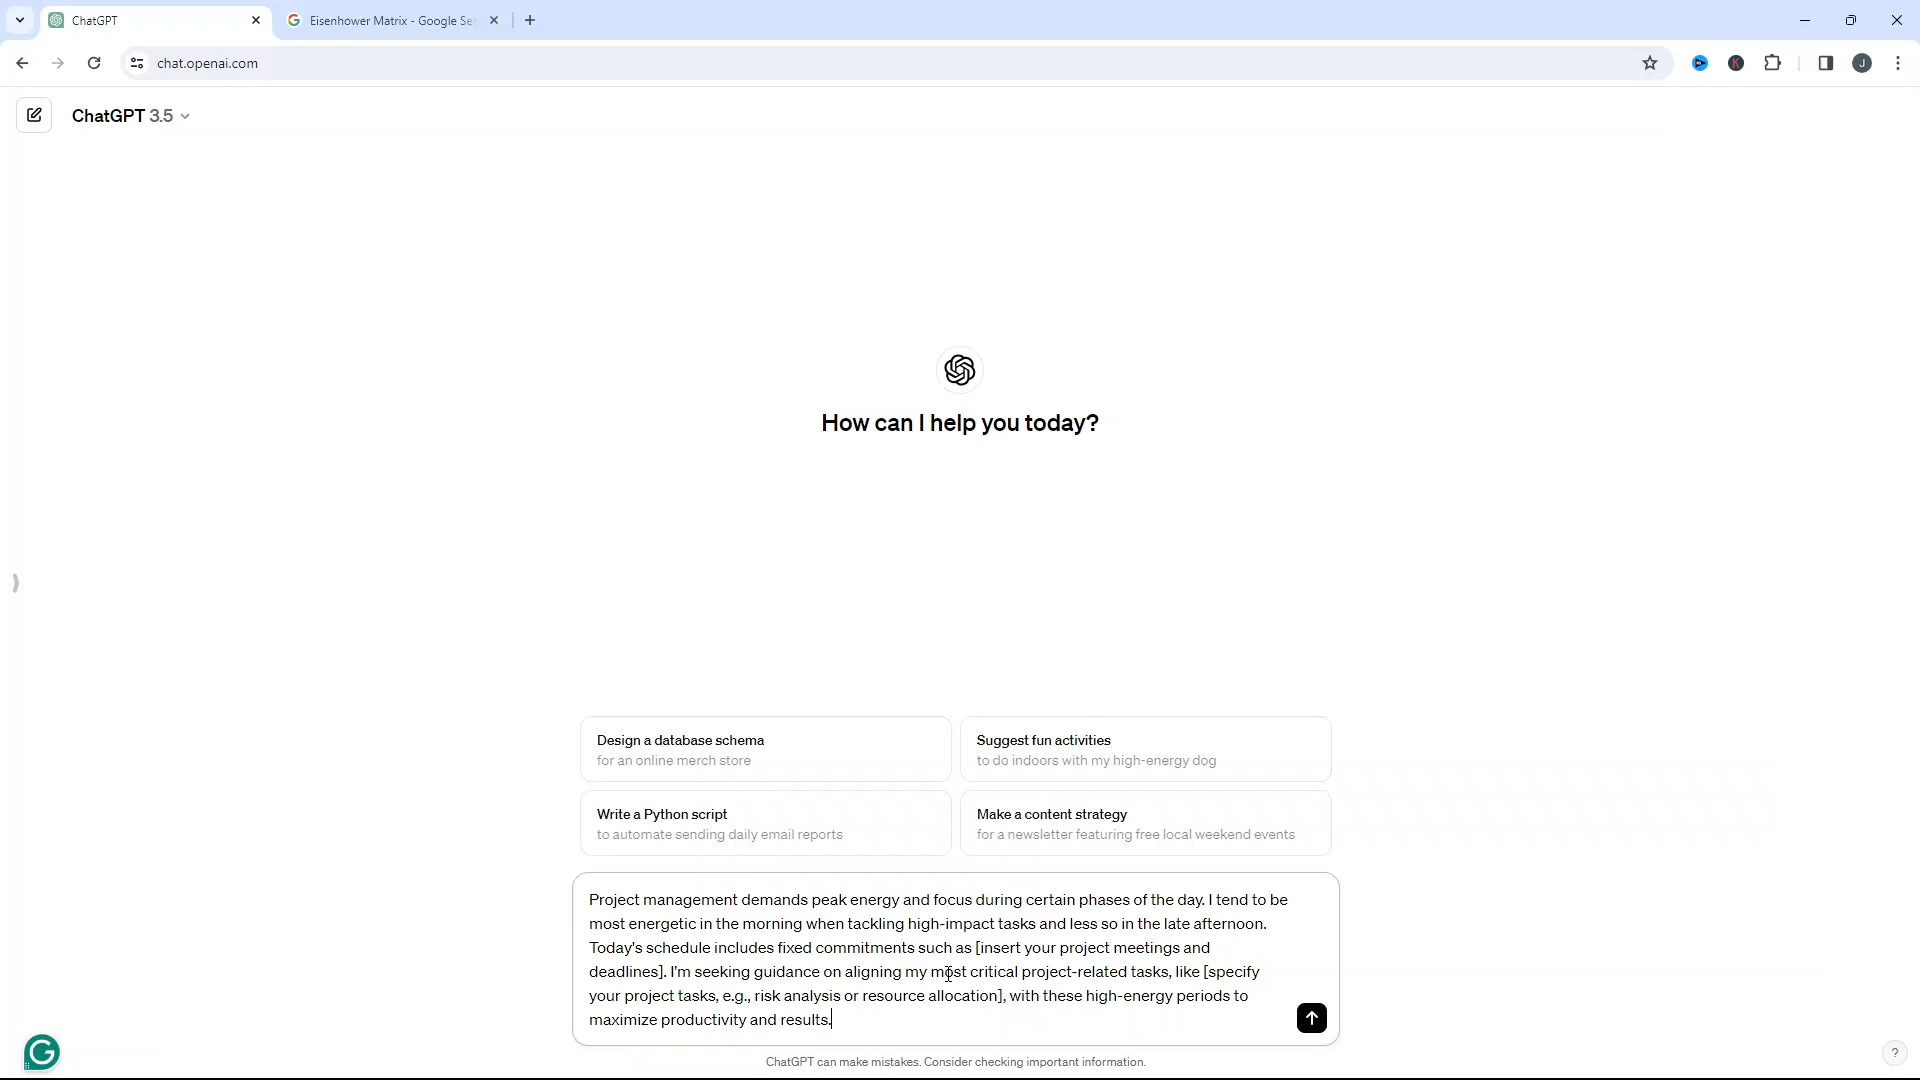 ChatGPT
Eisenhower Matrix - Google Se
chat.openai.com
K
J
ChatGPT 3.5
How can I help you today?
Design a database schema
for an online merch store
Suggest fun activities
to do indoors with my high-energy dog
Write a Python script
to automate sending daily email reports
Make a content strategy
for a newsletter featuring free local weekend events
Project management demands peak energy and focus during certain phases of the day. I tend to be
most energetic in the morning when tackling high-impact tasks and less so in the late afternoon.
Today's schedule includes fixed commitments such as [insert your project meetings and
deadlines]. I'm seeking guidance on aligning my most critical project-related tasks, like [specify
your project tasks, e.g., risk analysis or resource allocation], with these high-energy periods to
maximize productivity and results.
G
ChatGPT can make mistakes. Consider checking important information.
?